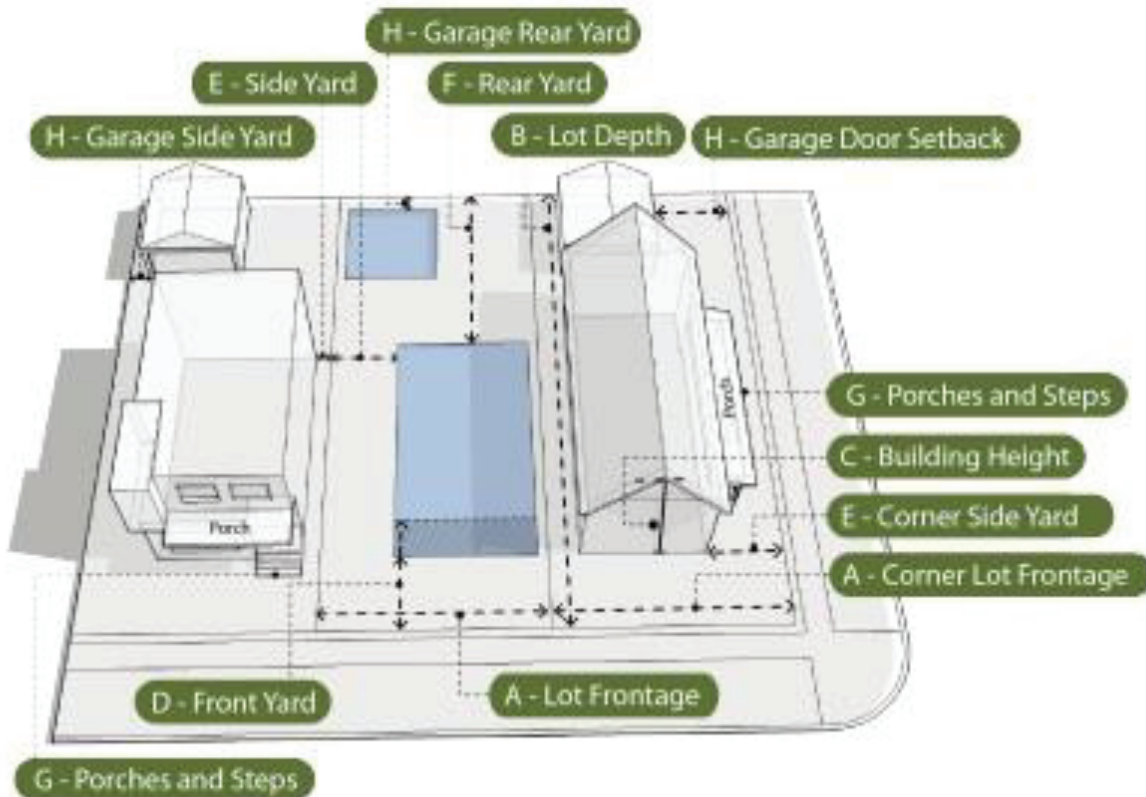 H - Garage Rear Yard
E - Side Yard
F - Rear Yard
H - Garage Side Yard
B - Lot Depth
H - Garage Door Setback
Porch
G - Porches and Steps
C - Building Height
Porch
E - Corner Side Yard
A - Corner Lot Frontage
D - Front Yard
A - Lot Frontage
G - Porches and Steps